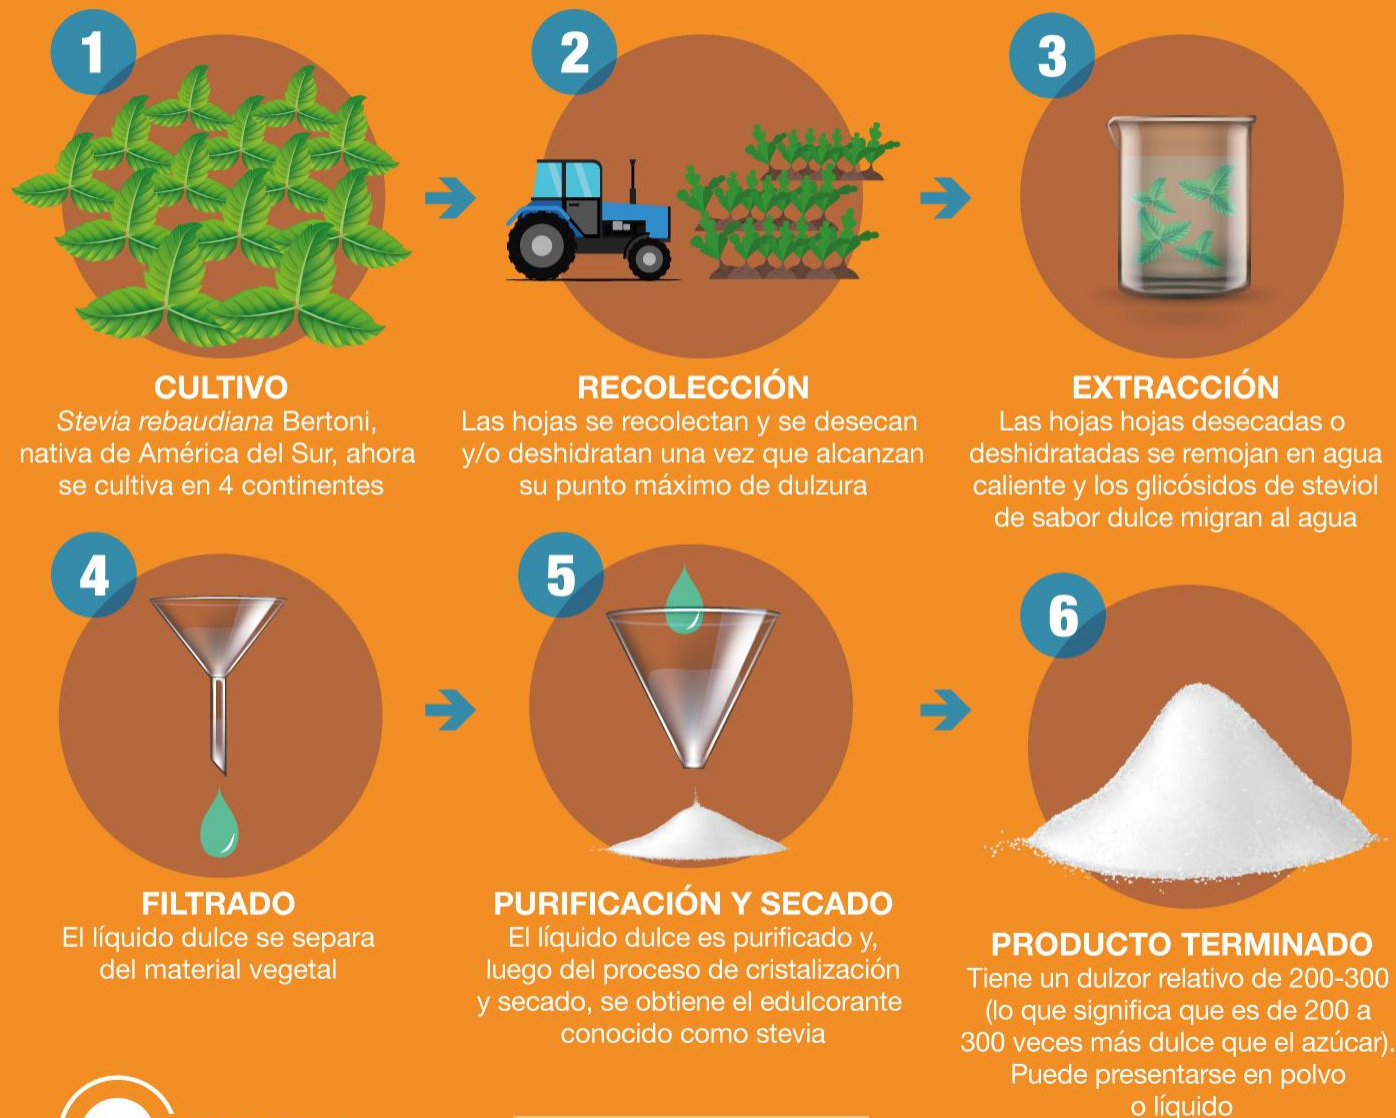 1
CULTIVO
Stevia rebaudiana Bertoni,
nativa de América del Sur, ahora
se cultiva en 4 continentes
2
RECOLECCIÓN
Las hojas se recolectan y se desecan
y/o deshidratan una vez que alcanzan
su punto máximo de dulzura
3
EXTRACCIÓN
Las hojas hojas desecadas o
deshidratadas se remojan en agua
caliente y los glicósidos de steviol
de sabor dulce migran al agua
4
FILTRADO
El líquido dulce se separa
del material vegetal
5
PURIFICACIÓN Y SECADO
El líquido dulce es purificado y,
luego del proceso de cristalización
y secado, se obtiene el edulcorante
conocido como stevia
6
PRODUCTO TERMINADO
Tiene un dulzor relativo de 200-300
(lo que significa que es de 200 a
300 veces más dulce que el azúcar).
Puede presentarse en polvo
o líquido